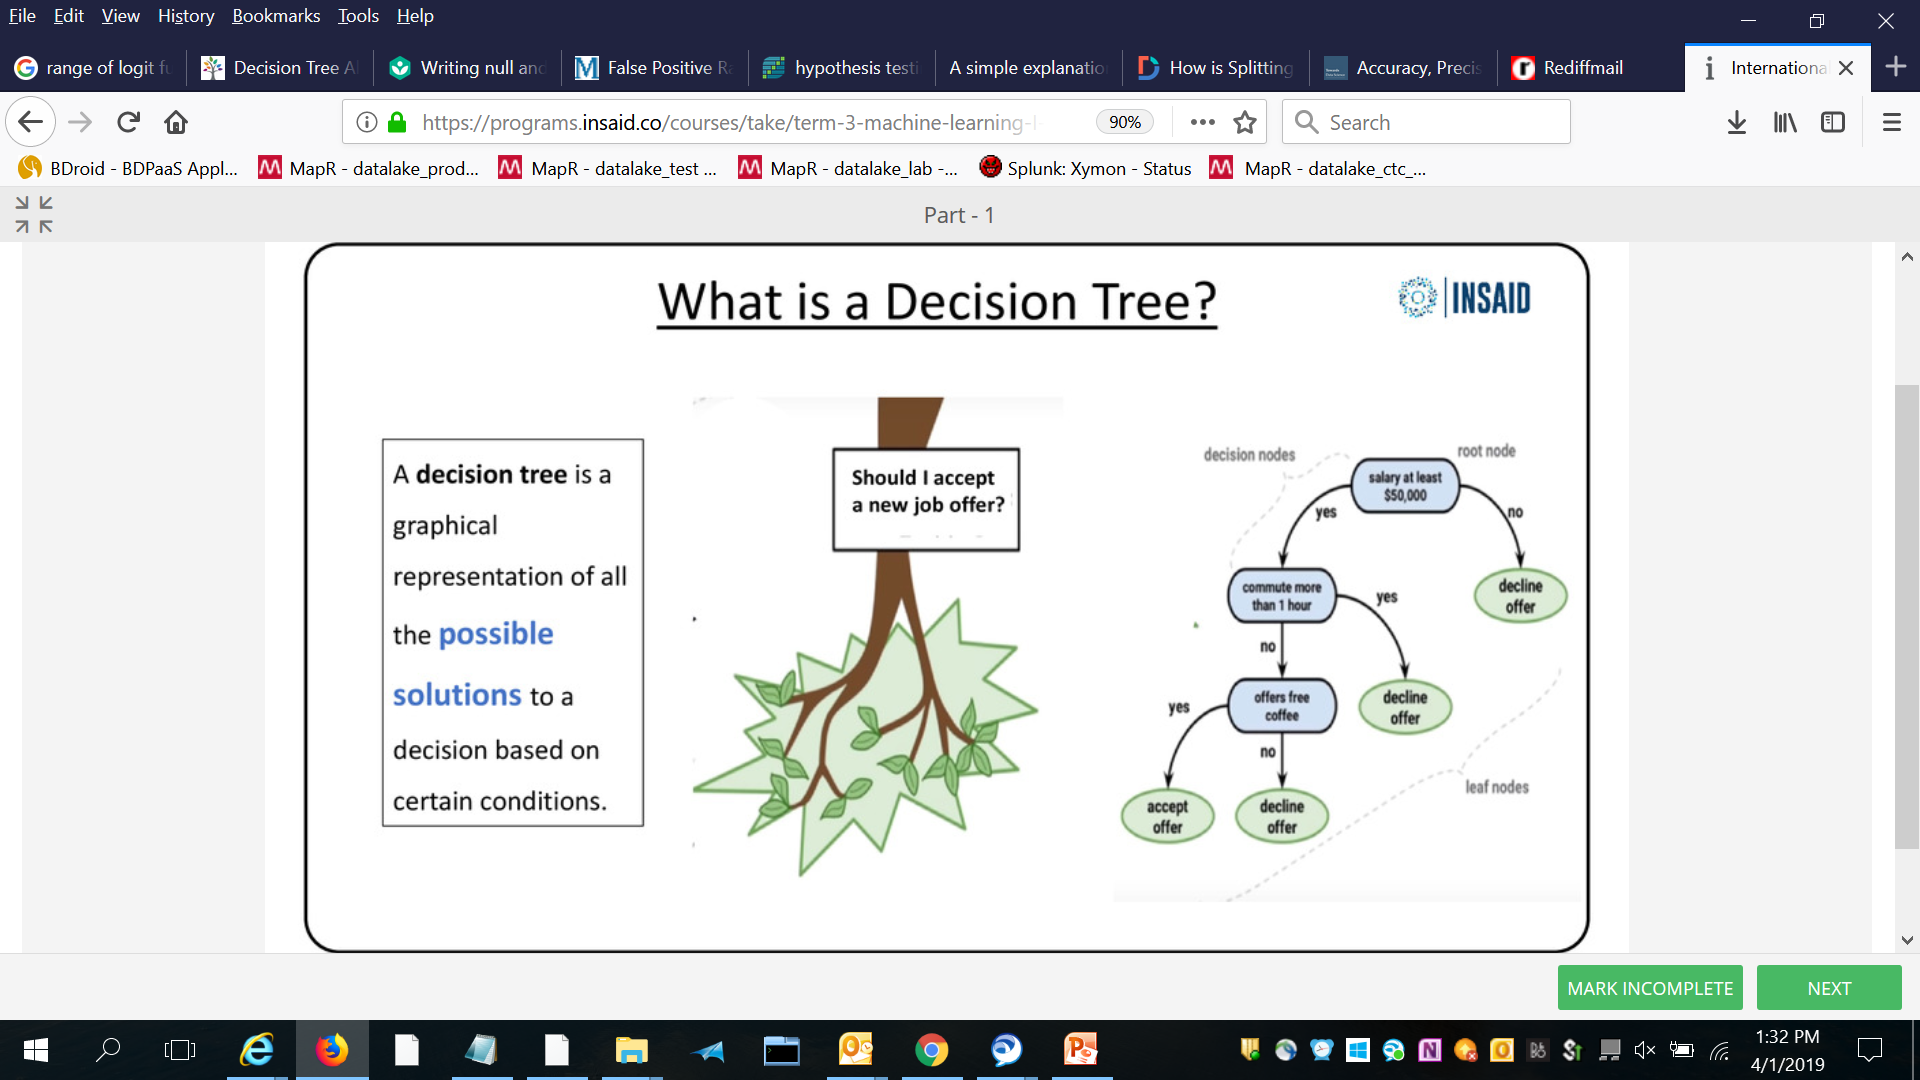 File Edit View History Bookmarks Tools Help
range of logit fu
Decision Tree Al
Writing null and
False Positive Ra
hypothesis testi
A simple explanation
How is Splitting
Accuracy, Precis
Rediffmail
International
https://programs.insaid.co/courses/take/term-3-machine-learning-l
90%
Search
BDroid - BDPaaS Appl...
MapR - datalake_prod...
MapR - datalake_test ...
MapR - datalake_lab -...
Splunk: Xymon - Status
MapR - datalake_ctc_...
Part - 1
What is a Decision Tree?
INSAID
A decision tree is a
graphical
representation of all
the possible
solutions to a
decision based on
certain conditions.
Should I accept
a new job offer?
decision nodes
root node
salary at least
$50,000
yes
no
commute more
than 1 hour
yes
decline
offer
no
offers free
coffee
decline
offer
yes
no
leaf nodes
accept
offer
decline
offer
MARK INCOMPLETE
NEXT
1:32 PM
4/1/2019